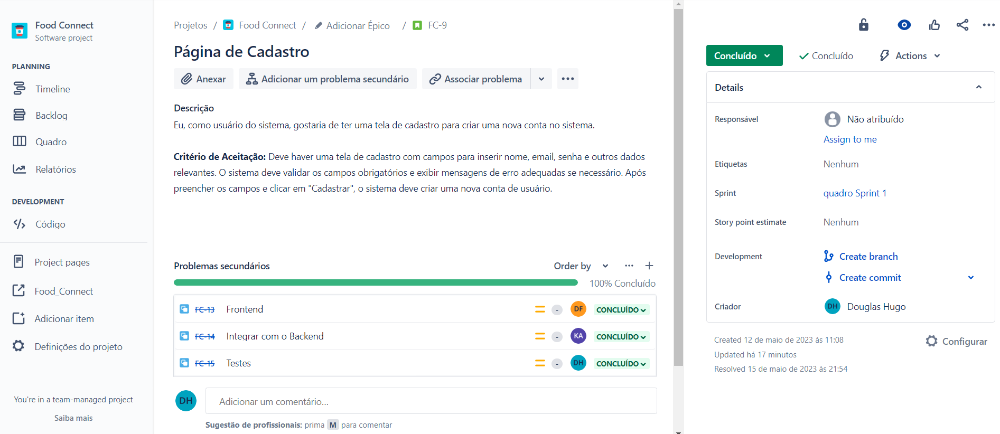 Food Connect
Software project
PLANNING
Timeline
Backlog
Quadro
Relatórios
DEVELOPMENT
Código
Project pages
Food_Connect
Adicionar item
Definições do projeto
You're in a team-managed project
Saiba mais
Projetos / Food Connect / Adicionar Épico / FC-9
Página de Cadastro
Anexar
Adicionar um problema secundário
Associar problema
Descrição
Eu, como usuário do sistema, gostaria de ter uma tela de cadastro para criar uma nova conta no sistema.
Critério de Aceitação: Deve haver uma tela de cadastro com campos para inserir nome, email, senha e outros dados
relevantes. O sistema deve validar os campos obrigatórios e exibir mensagens de erro adequadas se necessário. Após
preencher os campos e clicar em "Cadastrar", o sistema deve criar uma nova conta de usuário.
Problemas secundários
Order by
100% Concluído
FC-13 Frontend - DF CONCLUÍDO
FC-14 Integrar com o Backend - KA CONCLUÍDO
FC-15 Testes - DH CONCLUÍDO
DH
Adicionar um comentário...
Sugestão de profissionais: prima M para comentar
Concluído
Concluído
Actions
Details
Responsável Não atribuído
Assign to me
Etiquetas Nenhum
Sprint quadro Sprint 1
Story point estimate Nenhum
Development Create branch
Create commit
Criador DH Douglas Hugo
Created 12 de maio de 2023 às 11:08
Updated há 17 minutos
Resolved 15 de maio de 2023 às 21:54
Configurar